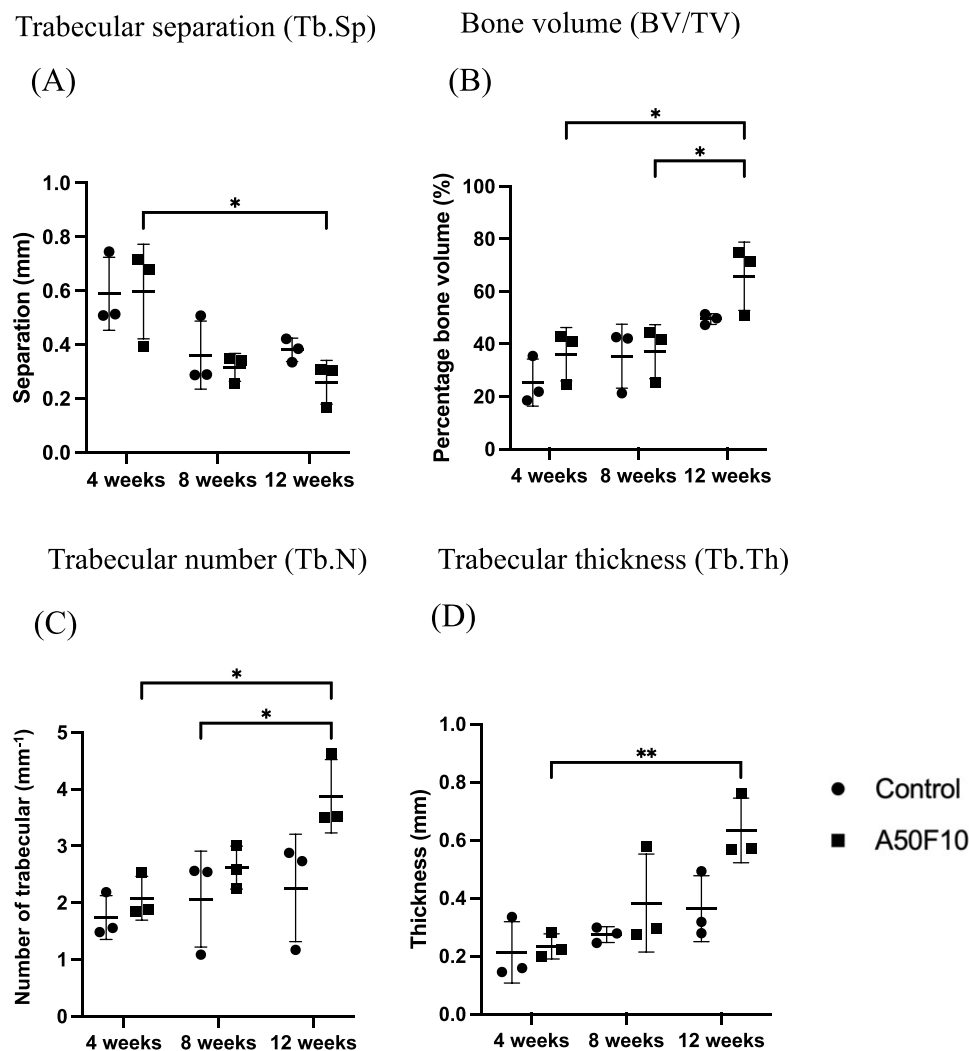 Trabecular separation (Tb.Sp)
Bone volume (BV/TV)
(A)
(B)
*
*
*
Separation (mm)
1.0
0.8
0.6
0.4
0.2
0.0
4 weeks 8 weeks 12 weeks
Percentage bone volume (%)
100
80
60
40
20
0
4 weeks 8 weeks 12 weeks
Trabecular number (Tb.N)
Trabecular thickness (Tb.Th)
(C)
(D)
*
*
**
Number of trabecular (mm⁻¹)
5
4
3
2
1
0
4 weeks 8 weeks 12 weeks
Thickness (mm)
1.0
0.8
0.6
0.4
0.2
0.0
4 weeks 8 weeks 12 weeks
Control
A50F10